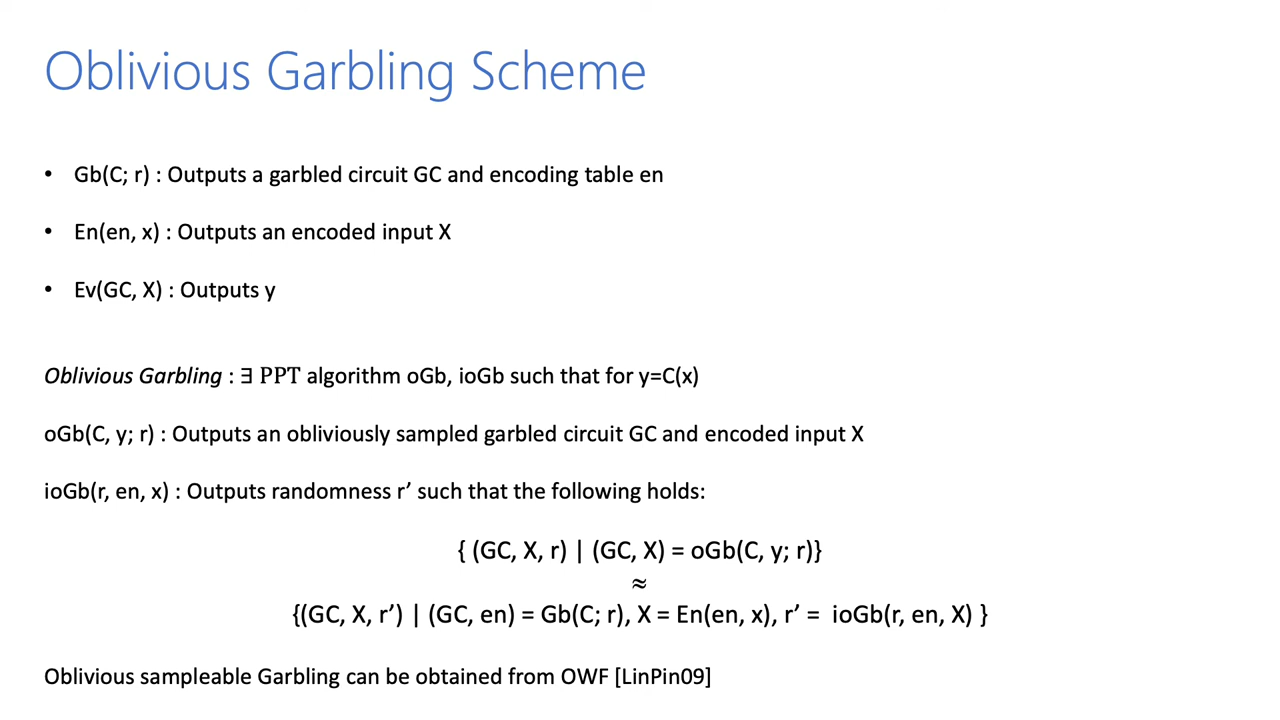 Oblivious Garbling Scheme
• Gb(C; r) : Outputs a garbled circuit GC and encoding table en
• En(en, x) : Outputs an encoded input X
• Ev(GC, X) : Outputs y
Oblivious Garbling : ∃ PPT algorithm oGb, ioGb such that for y=C(x)
oGb(C, y; r) : Outputs an obliviously sampled garbled circuit GC and encoded input X
ioGb(r, en, x) : Outputs randomness r’ such that the following holds:
{ (GC, X, r) | (GC, X) = oGb(C, y; r)}
≈
{(GC, X, r’) | (GC, en) = Gb(C; r), X = En(en, x), r’ = ioGb(r, en, X) }
Oblivious sampleable Garbling can be obtained from OWF [LinPin09]